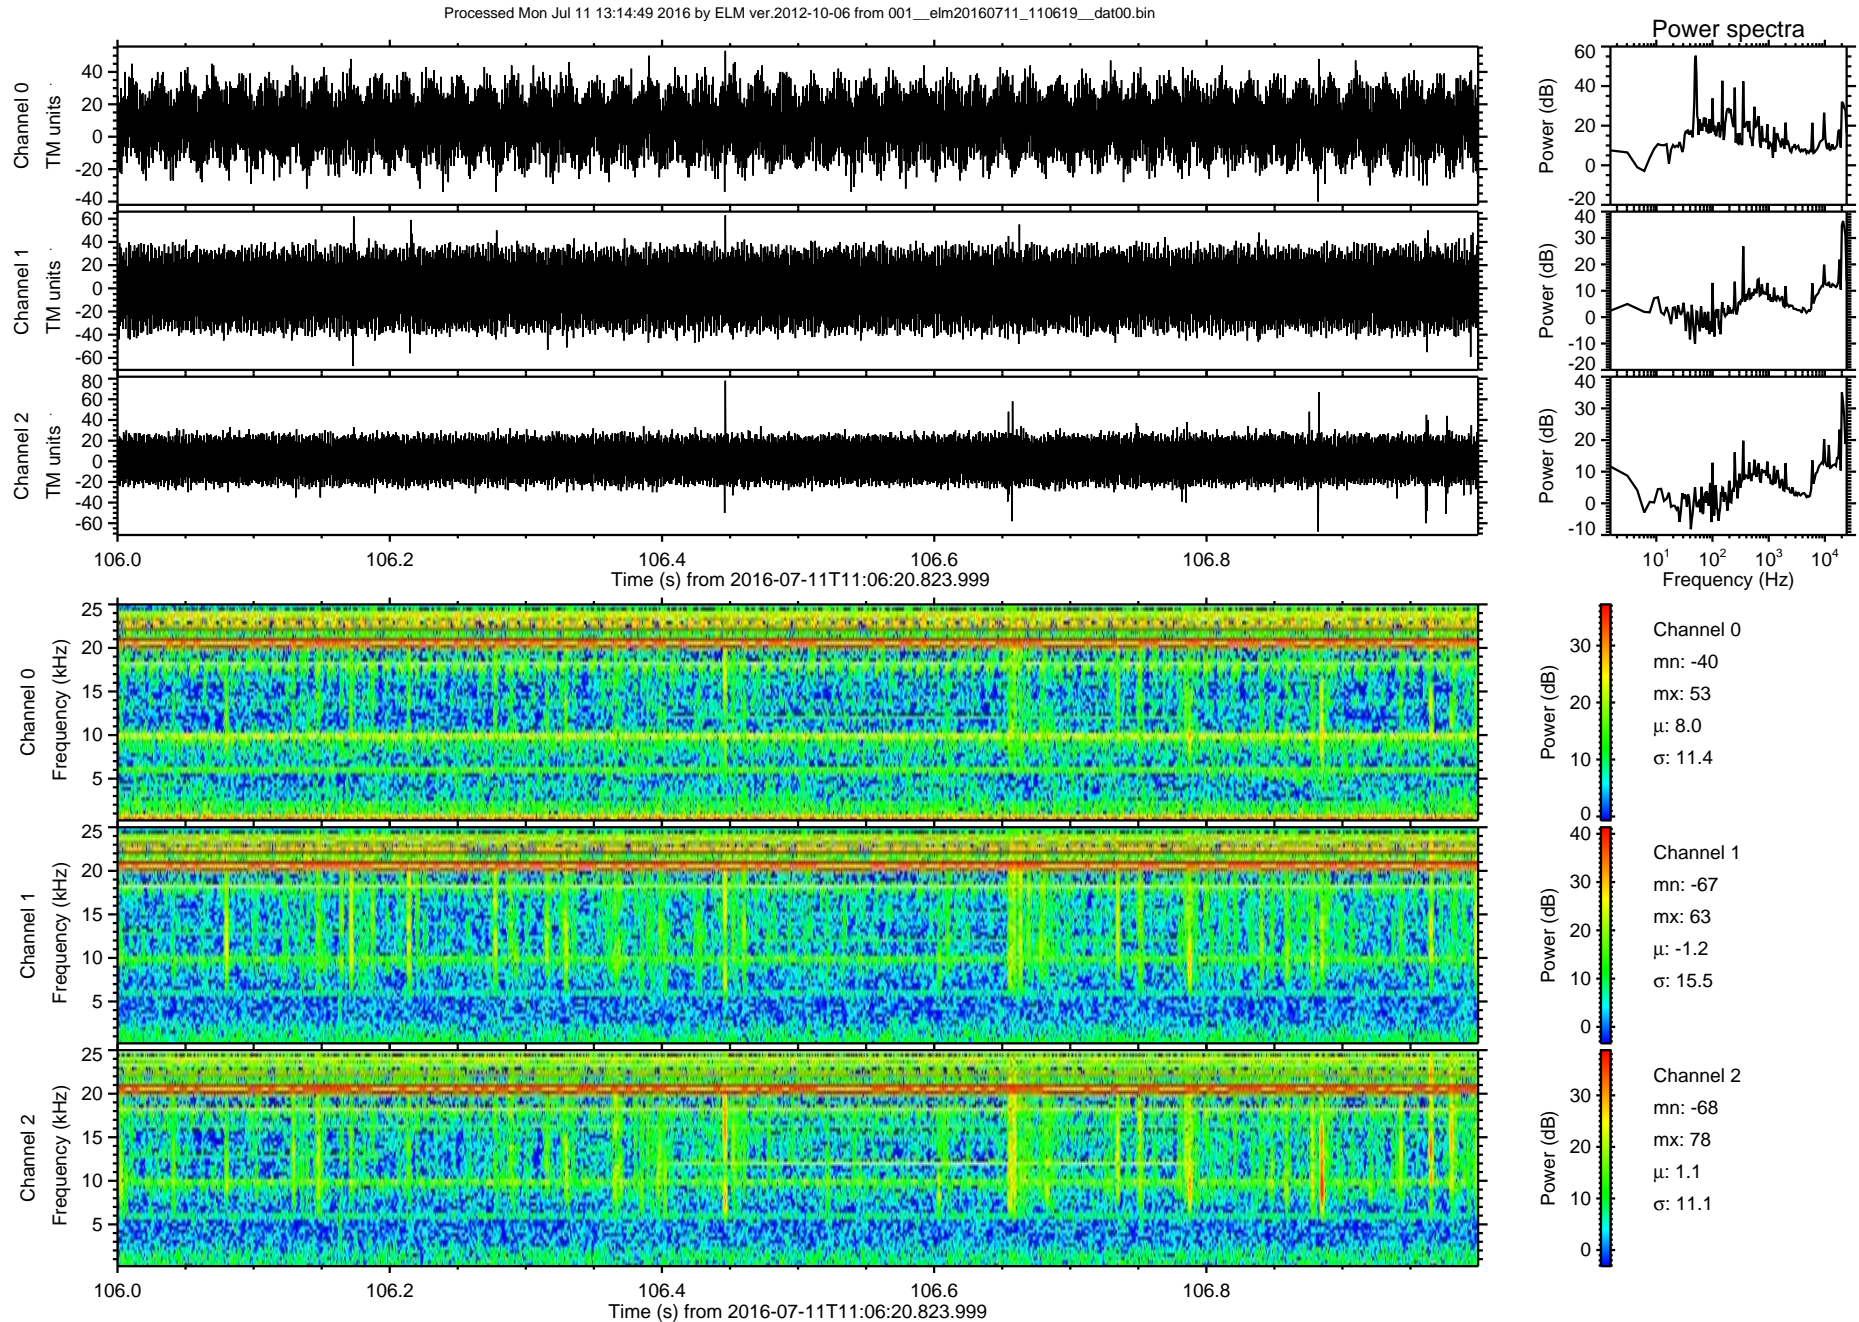 Processed Mon Jul 11 13:14:49 2016 by ELM ver.2012-10-06 from 001__elm20160711_110619__dat00.bin
Power spectra
Channel 0
TM units
40
20
0
-20
-40
Power (dB)
60
40
20
0
-20
Channel 1
TM units
60
40
20
0
-20
-40
-60
Power (dB)
40
30
20
10
0
-10
-20
Channel 2
TM units
80
60
40
20
0
-20
-40
-60
Power (dB)
40
30
20
10
0
-10
106.0 106.2 106.4 106.6 106.8
Time (s) from 2016-07-11T11:06:20.823.999
10¹ 10² 10³ 10⁴
Frequency (Hz)
Channel 0
Frequency (kHz)
25
20
15
10
5
Power (dB)
30
20
10
0
Channel 0
mn: -40
mx: 53
μ: 8.0
σ: 11.4
Channel 1
Frequency (kHz)
25
20
15
10
5
Power (dB)
40
30
20
10
0
Channel 1
mn: -67
mx: 63
μ: -1.2
σ: 15.5
Channel 2
Frequency (kHz)
25
20
15
10
5
Power (dB)
30
20
10
0
Channel 2
mn: -68
mx: 78
μ: 1.1
σ: 11.1
106.0 106.2 106.4 106.6 106.8
Time (s) from 2016-07-11T11:06:20.823.999